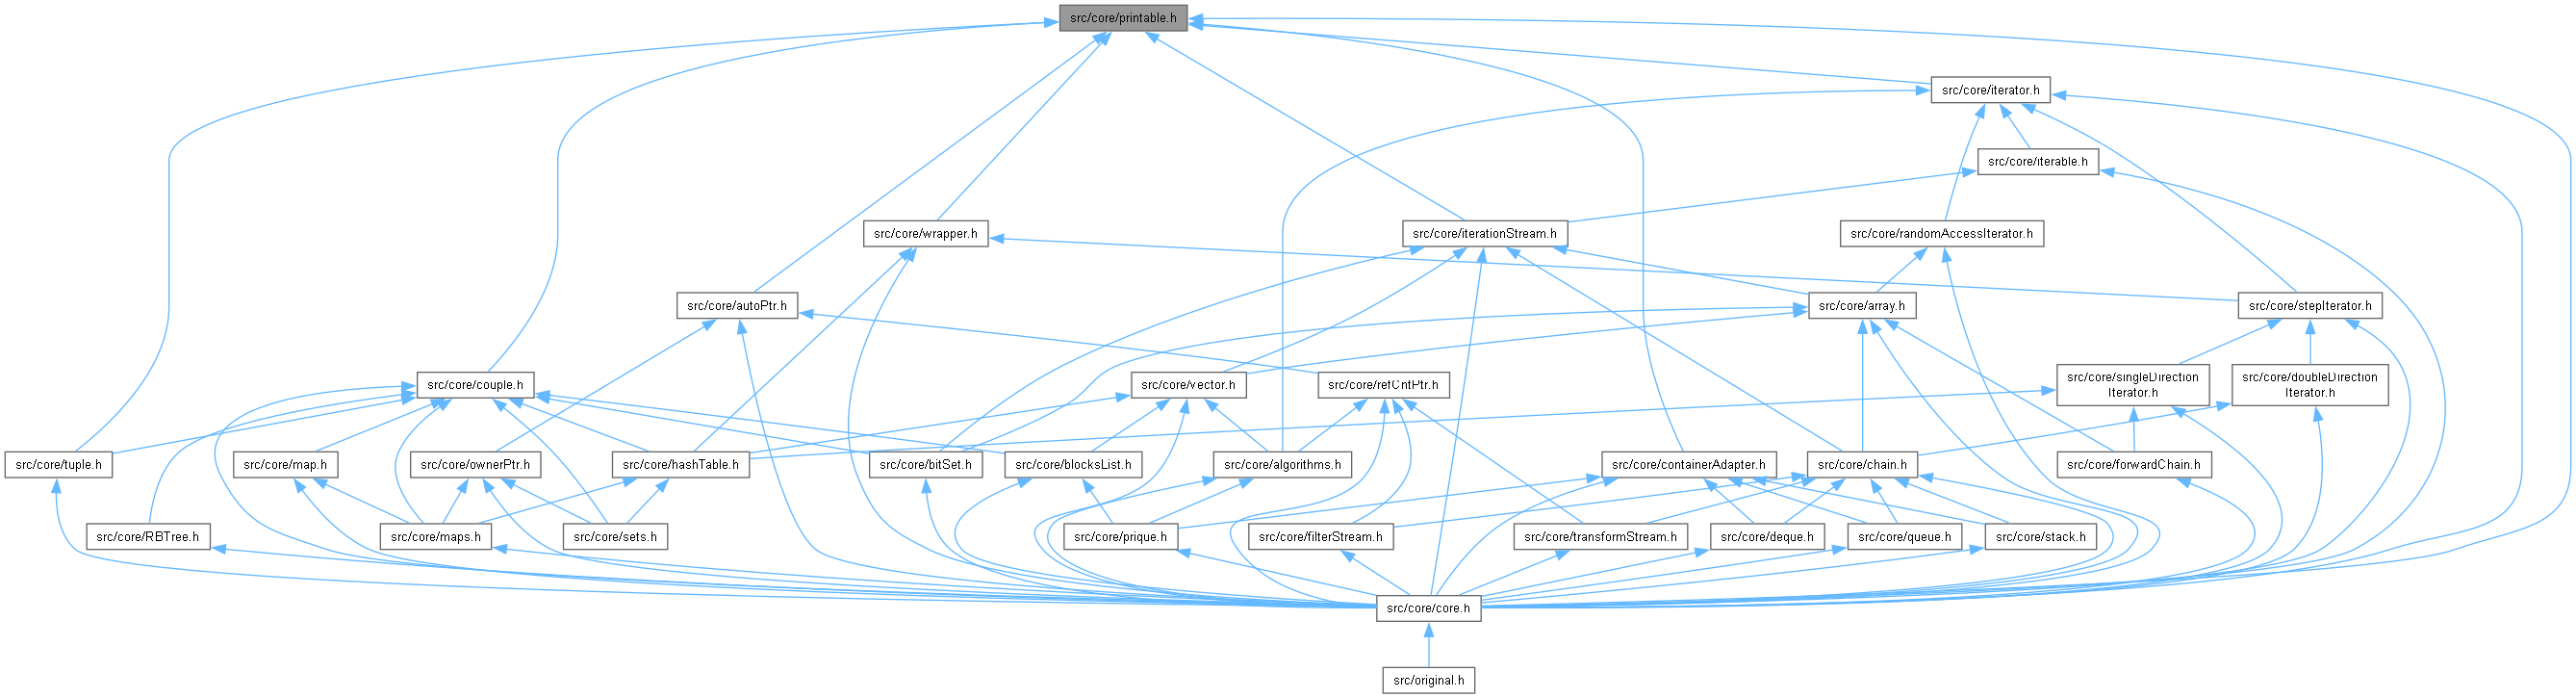 src/core/printable.h
src/core/iterator.h
src/core/iterable.h
src/core/wrapper.h
src/core/iterationStream.h
src/core/randomAccessIterator.h
src/core/autoPtr.h
src/core/array.h
src/core/stepIterator.h
src/core/couple.h
src/core/vector.h
src/core/refCntPtr.h
src/core/singleDirection
Iterator.h
src/core/doubleDirection
Iterator.h
src/core/tuple.h
src/core/map.h
src/core/ownerPtr.h
src/core/hashTable.h
src/core/bitSet.h
src/core/blocksList.h
src/core/algorithms.h
src/core/containerAdapter.h
src/core/chain.h
src/core/forwardChain.h
src/core/RBTree.h
src/core/maps.h
src/core/sets.h
src/core/prique.h
src/core/filterStream.h
src/core/transformStream.h
src/core/deque.h
src/core/queue.h
src/core/stack.h
src/core/core.h
src/original.h